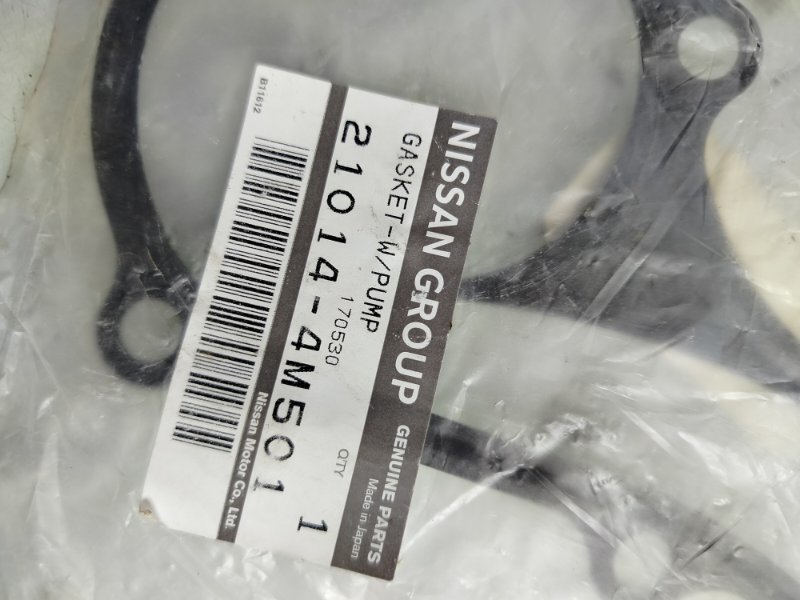 NISSAN GROUP GENUINE PARTS
Made in Japan
GASKET-W/PUMP
170530 QTY
21014-4M501 1
Nissan Motor Co., Ltd.
B11612